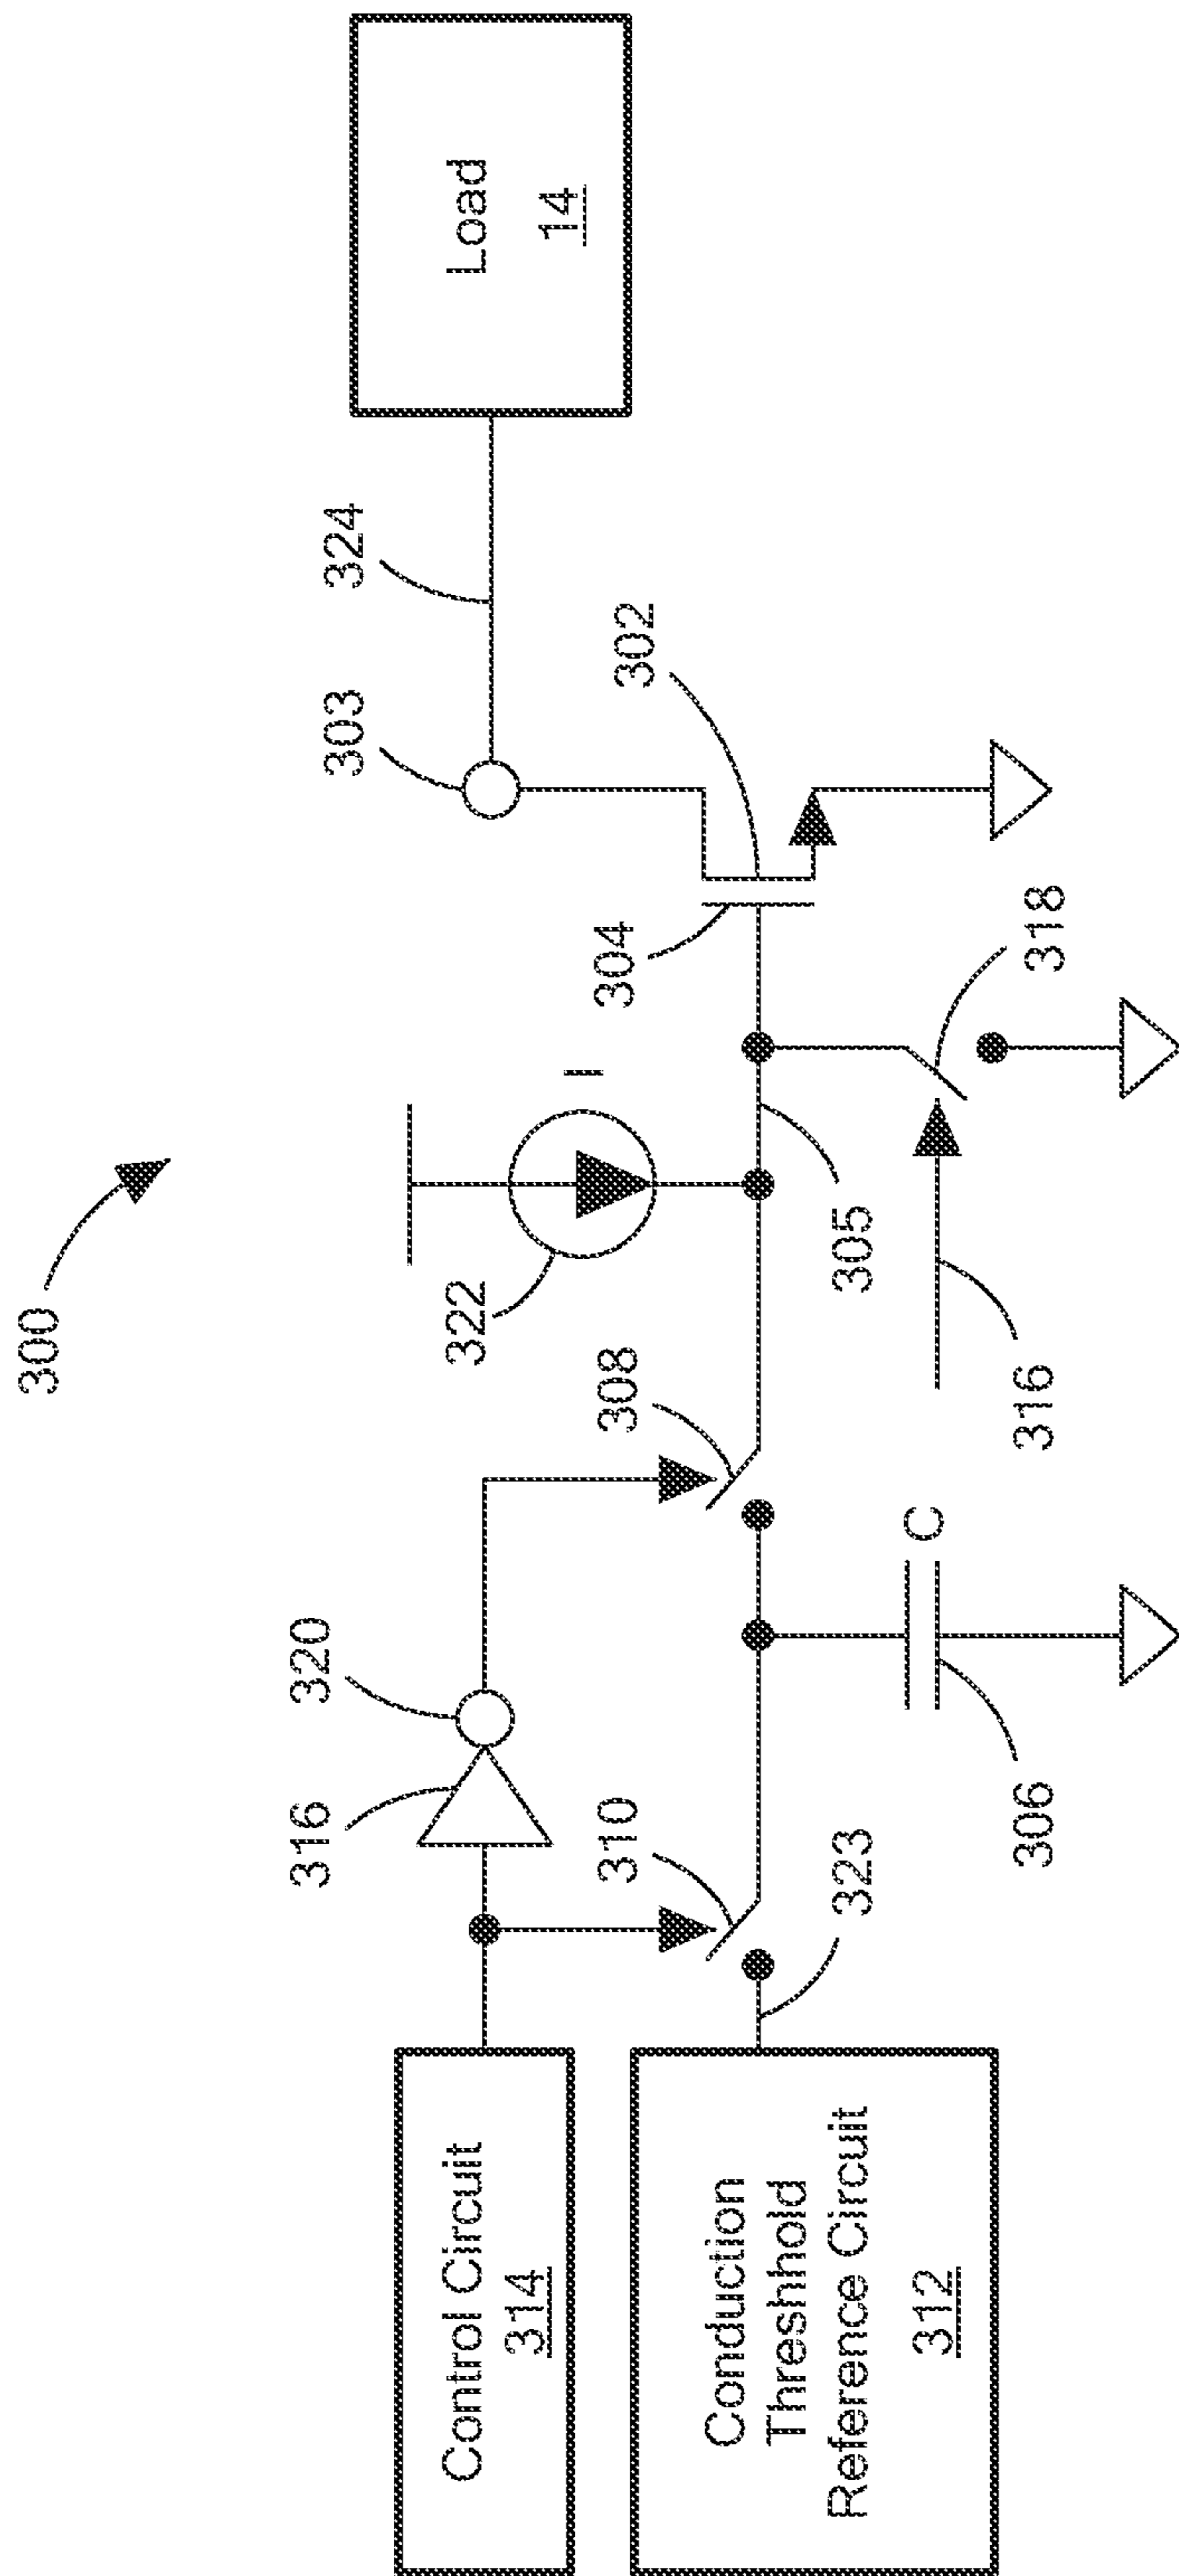 300
Control Circuit
314
Conduction
Threshhold
Reference Circuit
312
316
320
310
323
308
306
C
322
I
305
316
318
304
302
303
324
Load
14